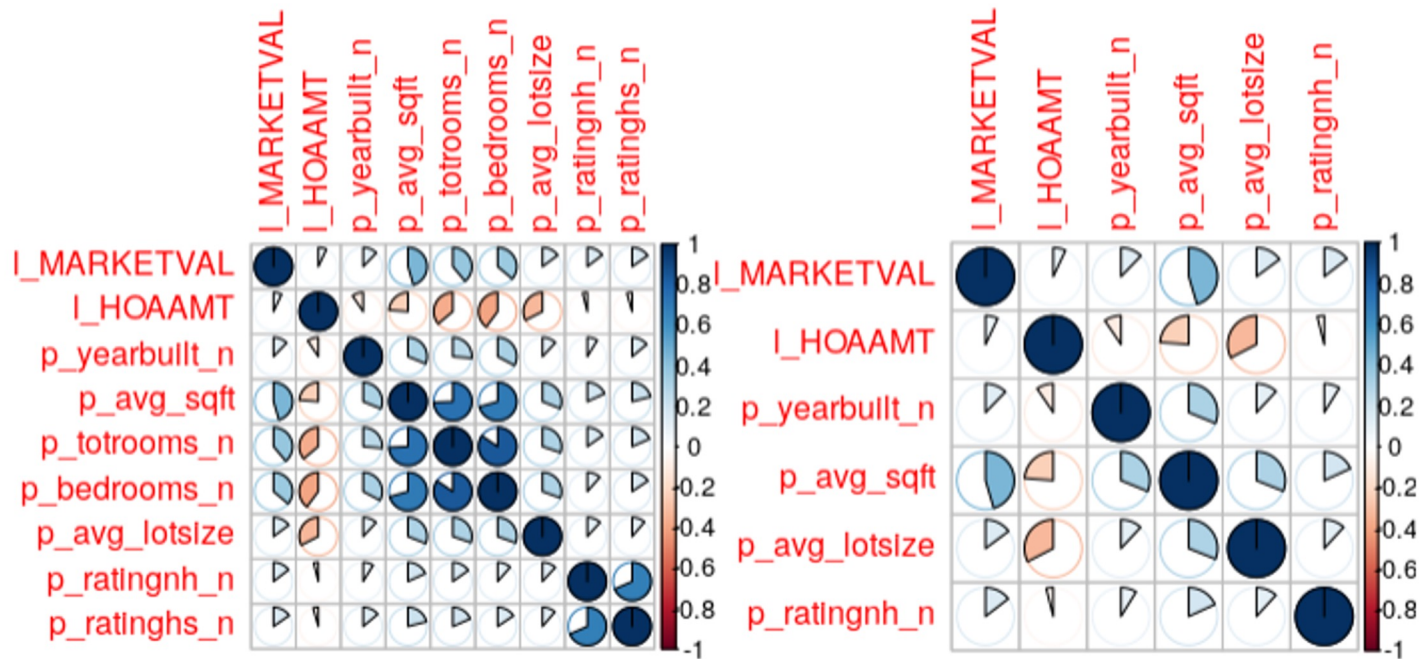 l_MARKETVAL
l_HOAAMT
p_yearbuilt_n
p_avg_sqft
p_totrooms_n
p_bedrooms_n
p_avg_lotsize
p_ratingnh_n
p_ratinghs_n
l_MARKETVAL
l_HOAAMT
p_yearbuilt_n
p_avg_sqft
p_totrooms_n
p_bedrooms_n
p_avg_lotsize
p_ratingnh_n
p_ratinghs_n
1
0.8
0.6
0.4
0.2
0
-0.2
-0.4
-0.6
-0.8
-1
l_MARKETVAL
l_HOAAMT
p_yearbuilt_n
p_avg_sqft
p_avg_lotsize
p_ratingnh_n
l_MARKETVAL
l_HOAAMT
p_yearbuilt_n
p_avg_sqft
p_avg_lotsize
p_ratingnh_n
1
0.8
0.6
0.4
0.2
0
-0.2
-0.4
-0.6
-0.8
-1